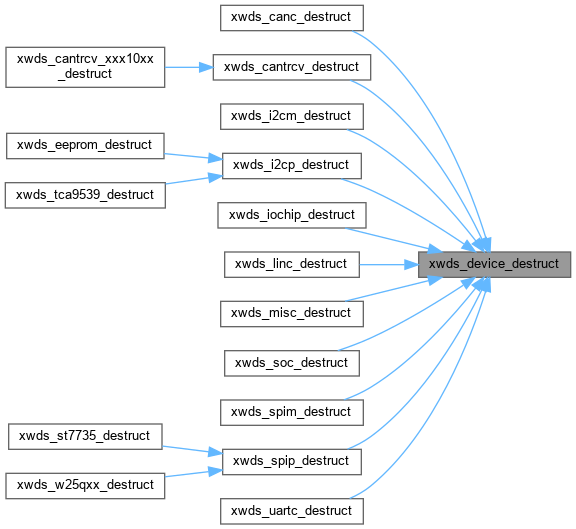 xwds_canc_destruct
xwds_cantrcv_xxx10xx
_destruct
xwds_cantrcv_destruct
xwds_i2cm_destruct
xwds_eeprom_destruct
xwds_i2cp_destruct
xwds_tca9539_destruct
xwds_iochip_destruct
xwds_linc_destruct
xwds_device_destruct
xwds_misc_destruct
xwds_soc_destruct
xwds_spim_destruct
xwds_st7735_destruct
xwds_spip_destruct
xwds_w25qxx_destruct
xwds_uartc_destruct